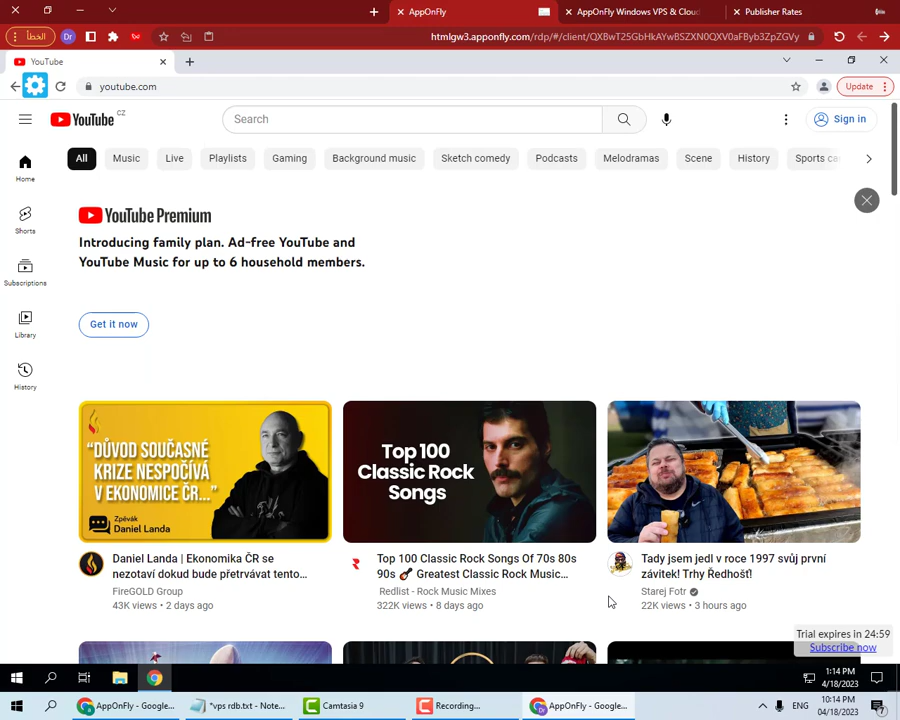 AppOnFly
AppOnFly Windows VPS & Cloud
Publisher Rates
الخطأ
Dr
htmlgw3.apponfly.com/rdp/#/client/QXBwT25GbHkAYwBSZXN0QXV0aFByb3ZpZGVy
YouTube
youtube.com
Update
YouTube CZ
Search
Sign in
All
Music
Live
Playlists
Gaming
Background music
Sketch comedy
Podcasts
Melodramas
Scene
History
Sports ca
Home
Shorts
Subscriptions
Library
History
YouTube Premium
Introducing family plan. Ad-free YouTube and
YouTube Music for up to 6 household members.
Get it now
“DŮVOD SOUČASNÉ
KRIZE NESPOČÍVÁ
V EKONOMICE ČR...”
Zpěvák
Daniel Landa
Top 100
Classic Rock
Songs
Daniel Landa | Ekonomika ČR se
nezotaví dokud bude přetrvávat tento...
FireGOLD Group
43K views • 2 days ago
Top 100 Classic Rock Songs Of 70s 80s
90s 🎸 Greatest Classic Rock Music...
Redlist - Rock Music Mixes
322K views • 8 days ago
Tady jsem jedl v roce 1997 svůj první
závitek! Trhy Ředhošť!
Starej Fotr
22K views • 3 hours ago
Trial expires in 24:59
Subscribe now
1:14 PM
4/18/2023
AppOnFly - Google...
*vps rdb.txt - Note...
Camtasia 9
Recording...
AppOnFly - Google...
ENG
10:14 PM
04/18/2023
7